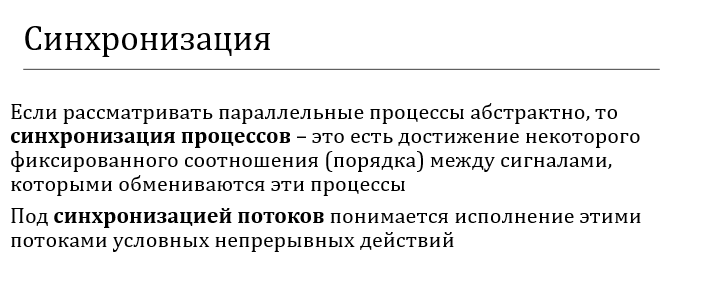 Синхронизация
Если рассматривать параллельные процессы абстрактно, то
синхронизация процессов – это есть достижение некоторого
фиксированного соотношения (порядка) между сигналами,
которыми обмениваются эти процессы
Под синхронизацией потоков понимается исполнение этими
потоками условных непрерывных действий